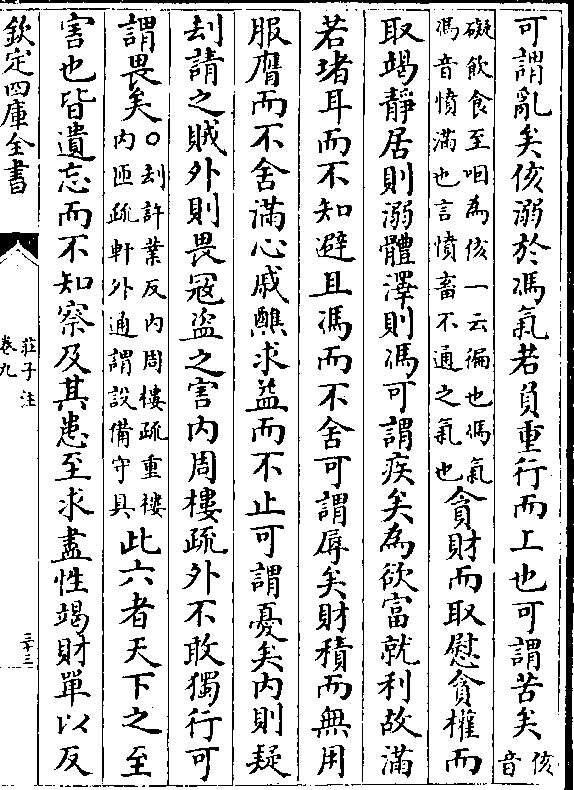 可謂亂矣侅溺於馮氣若負重行而上也可謂苦矣侅音
礙飲食至咽為侅一云徧也馮氣
馮音憤滿也言憤畜不通之氣也
貪財而取慰貪權而
取竭靜居則溺體澤則馮可謂疾矣為欲富就利故滿
若堵耳而不知避且馮而不舍可謂辱矣財積而無用
服膺而不舍滿心戚醮求益而不止可謂憂矣内則疑
刦請之賊外則畏冦盜之害内周樓疏外不敢獨行可
謂畏矣○刦許業反内周樓疏重樓
内匝疏軒外通謂設備守具
此六者天下之至
害也皆遺忘而不知察及其患至求盡性竭財單以反
欽定四庫全書
莊子注
卷九
三十三